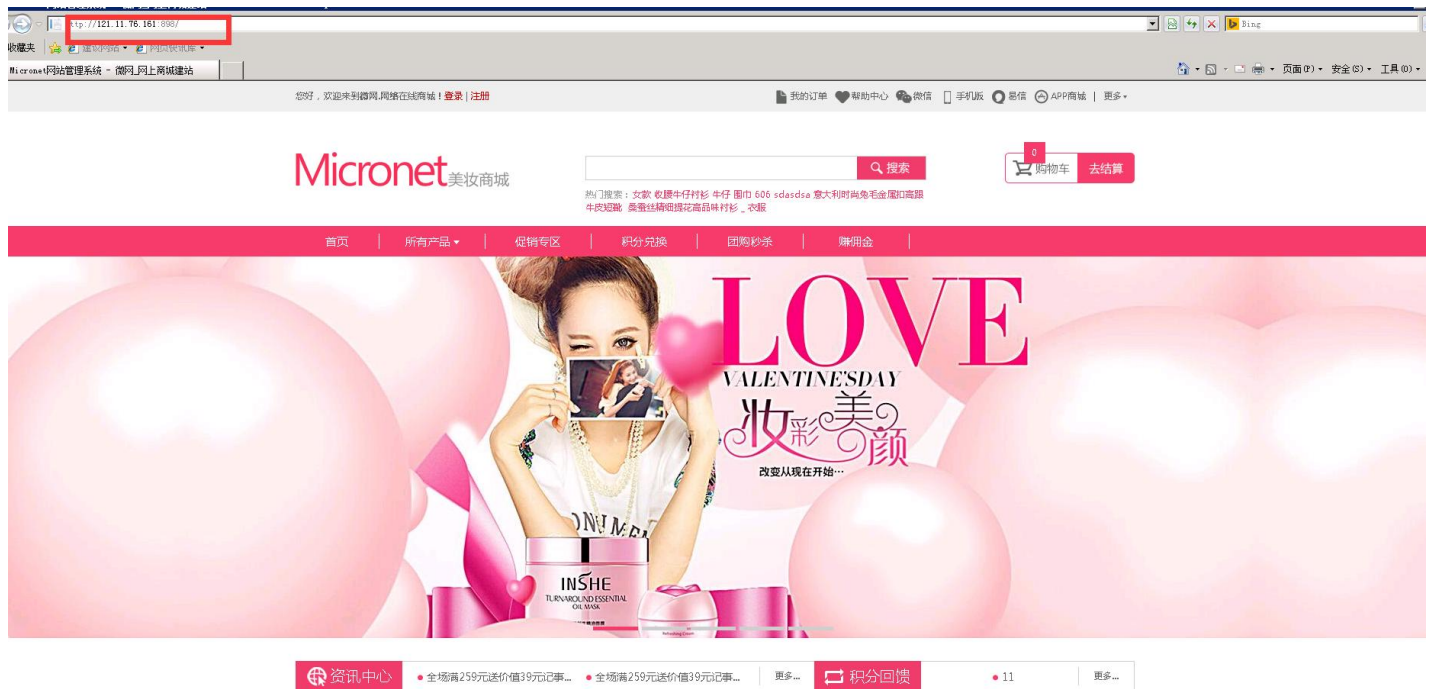 ttp://121.11.76.161:898/
Bing
收藏夹
建议网站 网页快讯库
Micronet网站管理系统 - 微网_网上商城建站
页面(P) 安全(S) 工具(O)
您好，欢迎来到微网.网络在线商城！登录 | 注册
我的订单 帮助中心 微信 手机版 易信 APP商城 | 更多
Micronet美妆商城
搜索
0
购物车
去结算
热门搜索：女款 收腰牛仔衬衫 牛仔 围巾 606 sdasdsa 意大利时尚兔毛金属扣高跟
牛皮短靴 桑蚕丝精细提花高品味衬衫 _ 衣服
首页 所有产品 促销专区 积分兑换 团购秒杀 赚佣金
LOVE
VALENTINE'SDAY
妆彩美颜
改变从现在开始…
INSHE
TURNAROUND ESSENTIAL
OIL MASK
资讯中心
全场满259元送价值39元记事...
全场满259元送价值39元记事...
更多...
积分回馈
11
更多...